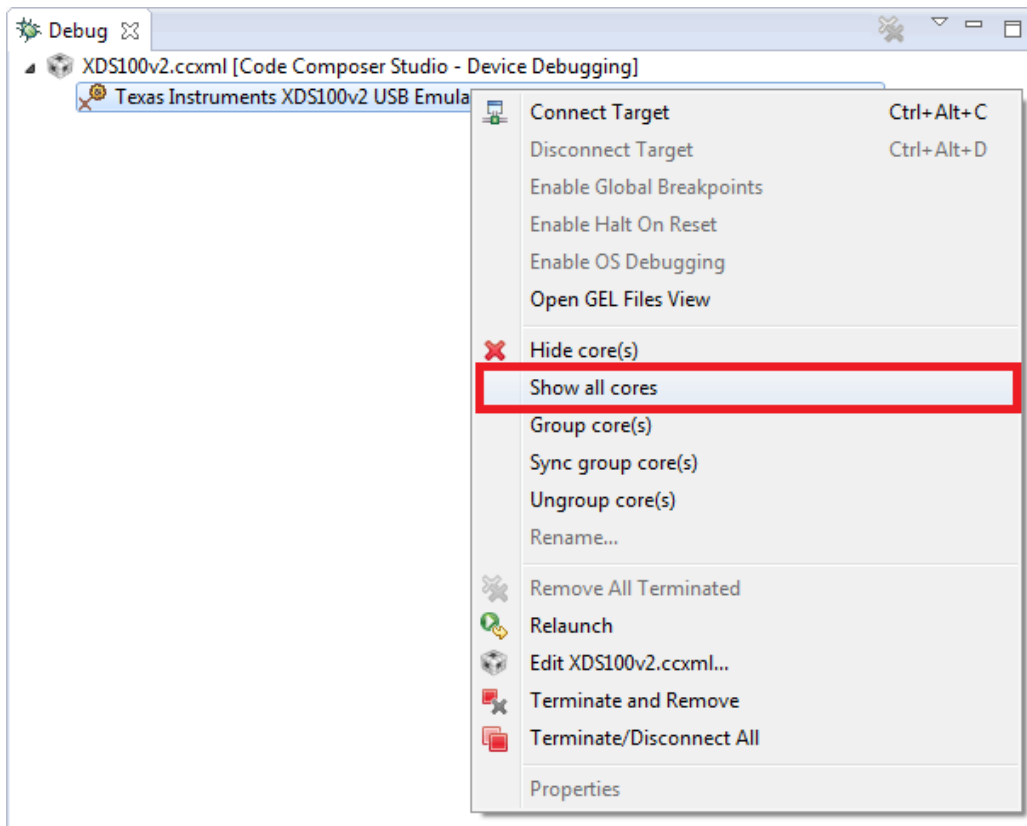 Debug
XDS100v2.ccxml [Code Composer Studio - Device Debugging]
Texas Instruments XDS100v2 USB Emula
Connect Target Ctrl+Alt+C
Disconnect Target Ctrl+Alt+D
Enable Global Breakpoints
Enable Halt On Reset
Enable OS Debugging
Open GEL Files View
Hide core(s)
Show all cores
Group core(s)
Sync group core(s)
Ungroup core(s)
Rename...
Remove All Terminated
Relaunch
Edit XDS100v2.ccxml...
Terminate and Remove
Terminate/Disconnect All
Properties